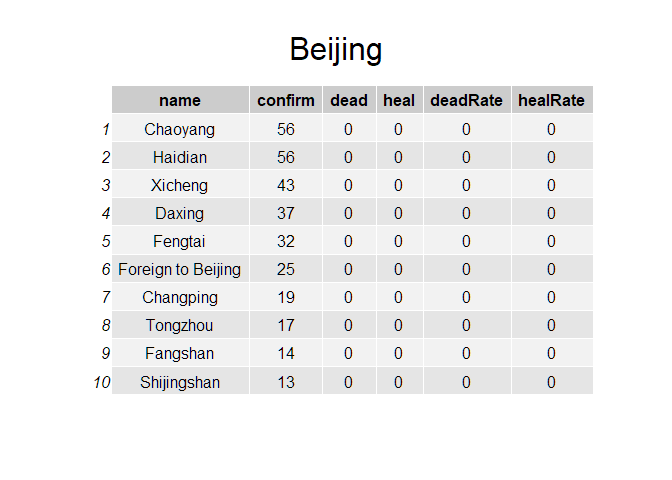 Beijing
name confirm dead heal deadRate healRate
1 Chaoyang 56 0 0 0 0
2 Haidian 56 0 0 0 0
3 Xicheng 43 0 0 0 0
4 Daxing 37 0 0 0 0
5 Fengtai 32 0 0 0 0
6 Foreign to Beijing 25 0 0 0 0
7 Changping 19 0 0 0 0
8 Tongzhou 17 0 0 0 0
9 Fangshan 14 0 0 0 0
10 Shijingshan 13 0 0 0 0